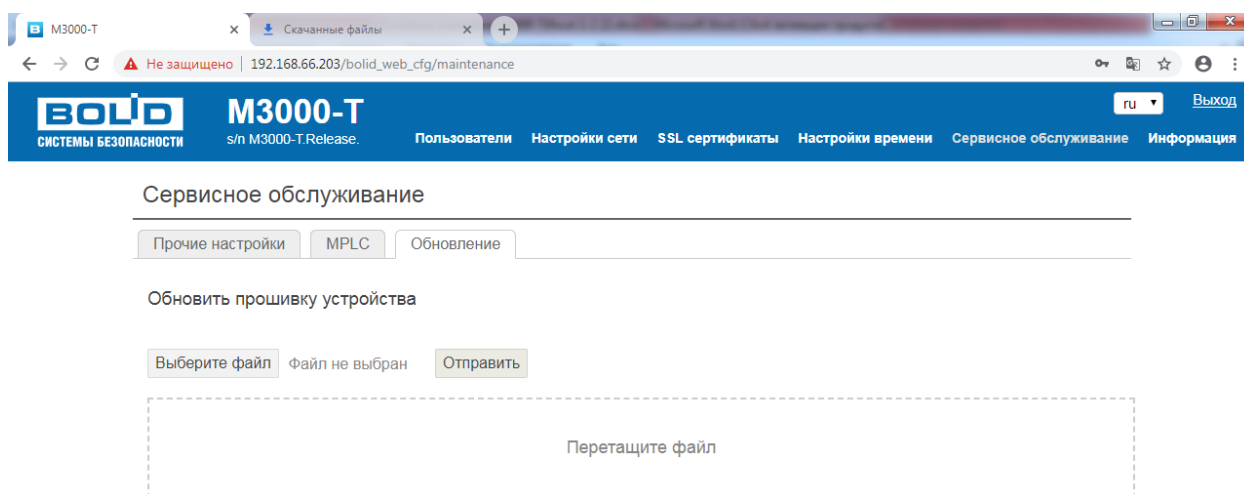 M3000-T
Скачанные файлы
Не защищено | 192.168.66.203/bolid_web_cfg/maintenance
BOLID M3000-T ru Выход
СИСТЕМЫ БЕЗОПАСНОСТИ s/n M3000-T.Release. Пользователи Настройки сети SSL сертификаты Настройки времени Сервисное обслуживание Информация
Сервисное обслуживание
Прочие настройки MPLC Обновление
Обновить прошивку устройства
Выберите файл Файл не выбран Отправить
Перетащите файл